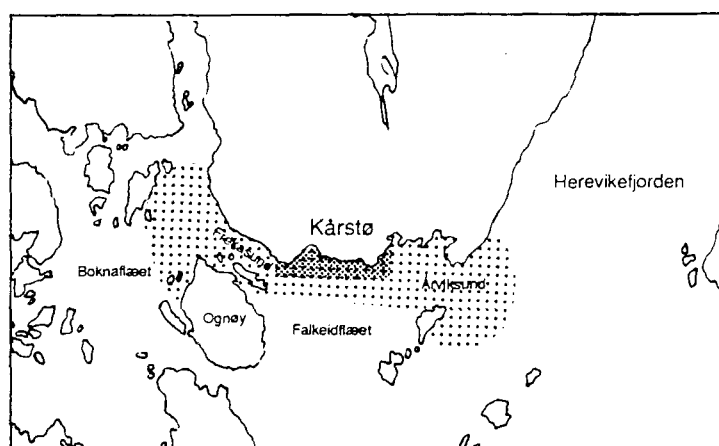 Herevikefjorden
Kårstø
Boknaflæet
Årviksund
Ognøy
Falkeidflæet